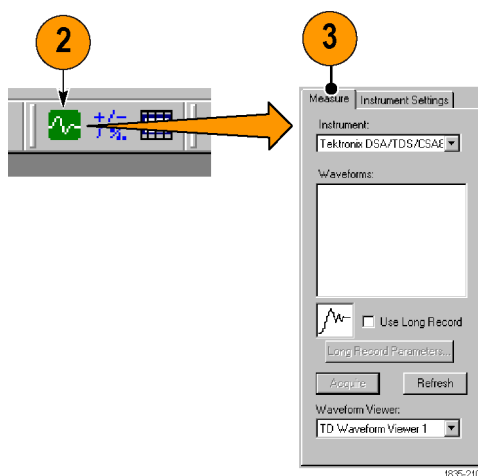 2
3
+/-
Measure
Instrument Settings
Instrument:
Tektronix DSA/TDS/CSA8
Waveforms:
Use Long Record
Long Record Parameters...
Acquire
Refresh
Waveform Viewer:
TD Waveform Viewer 1
1835-210